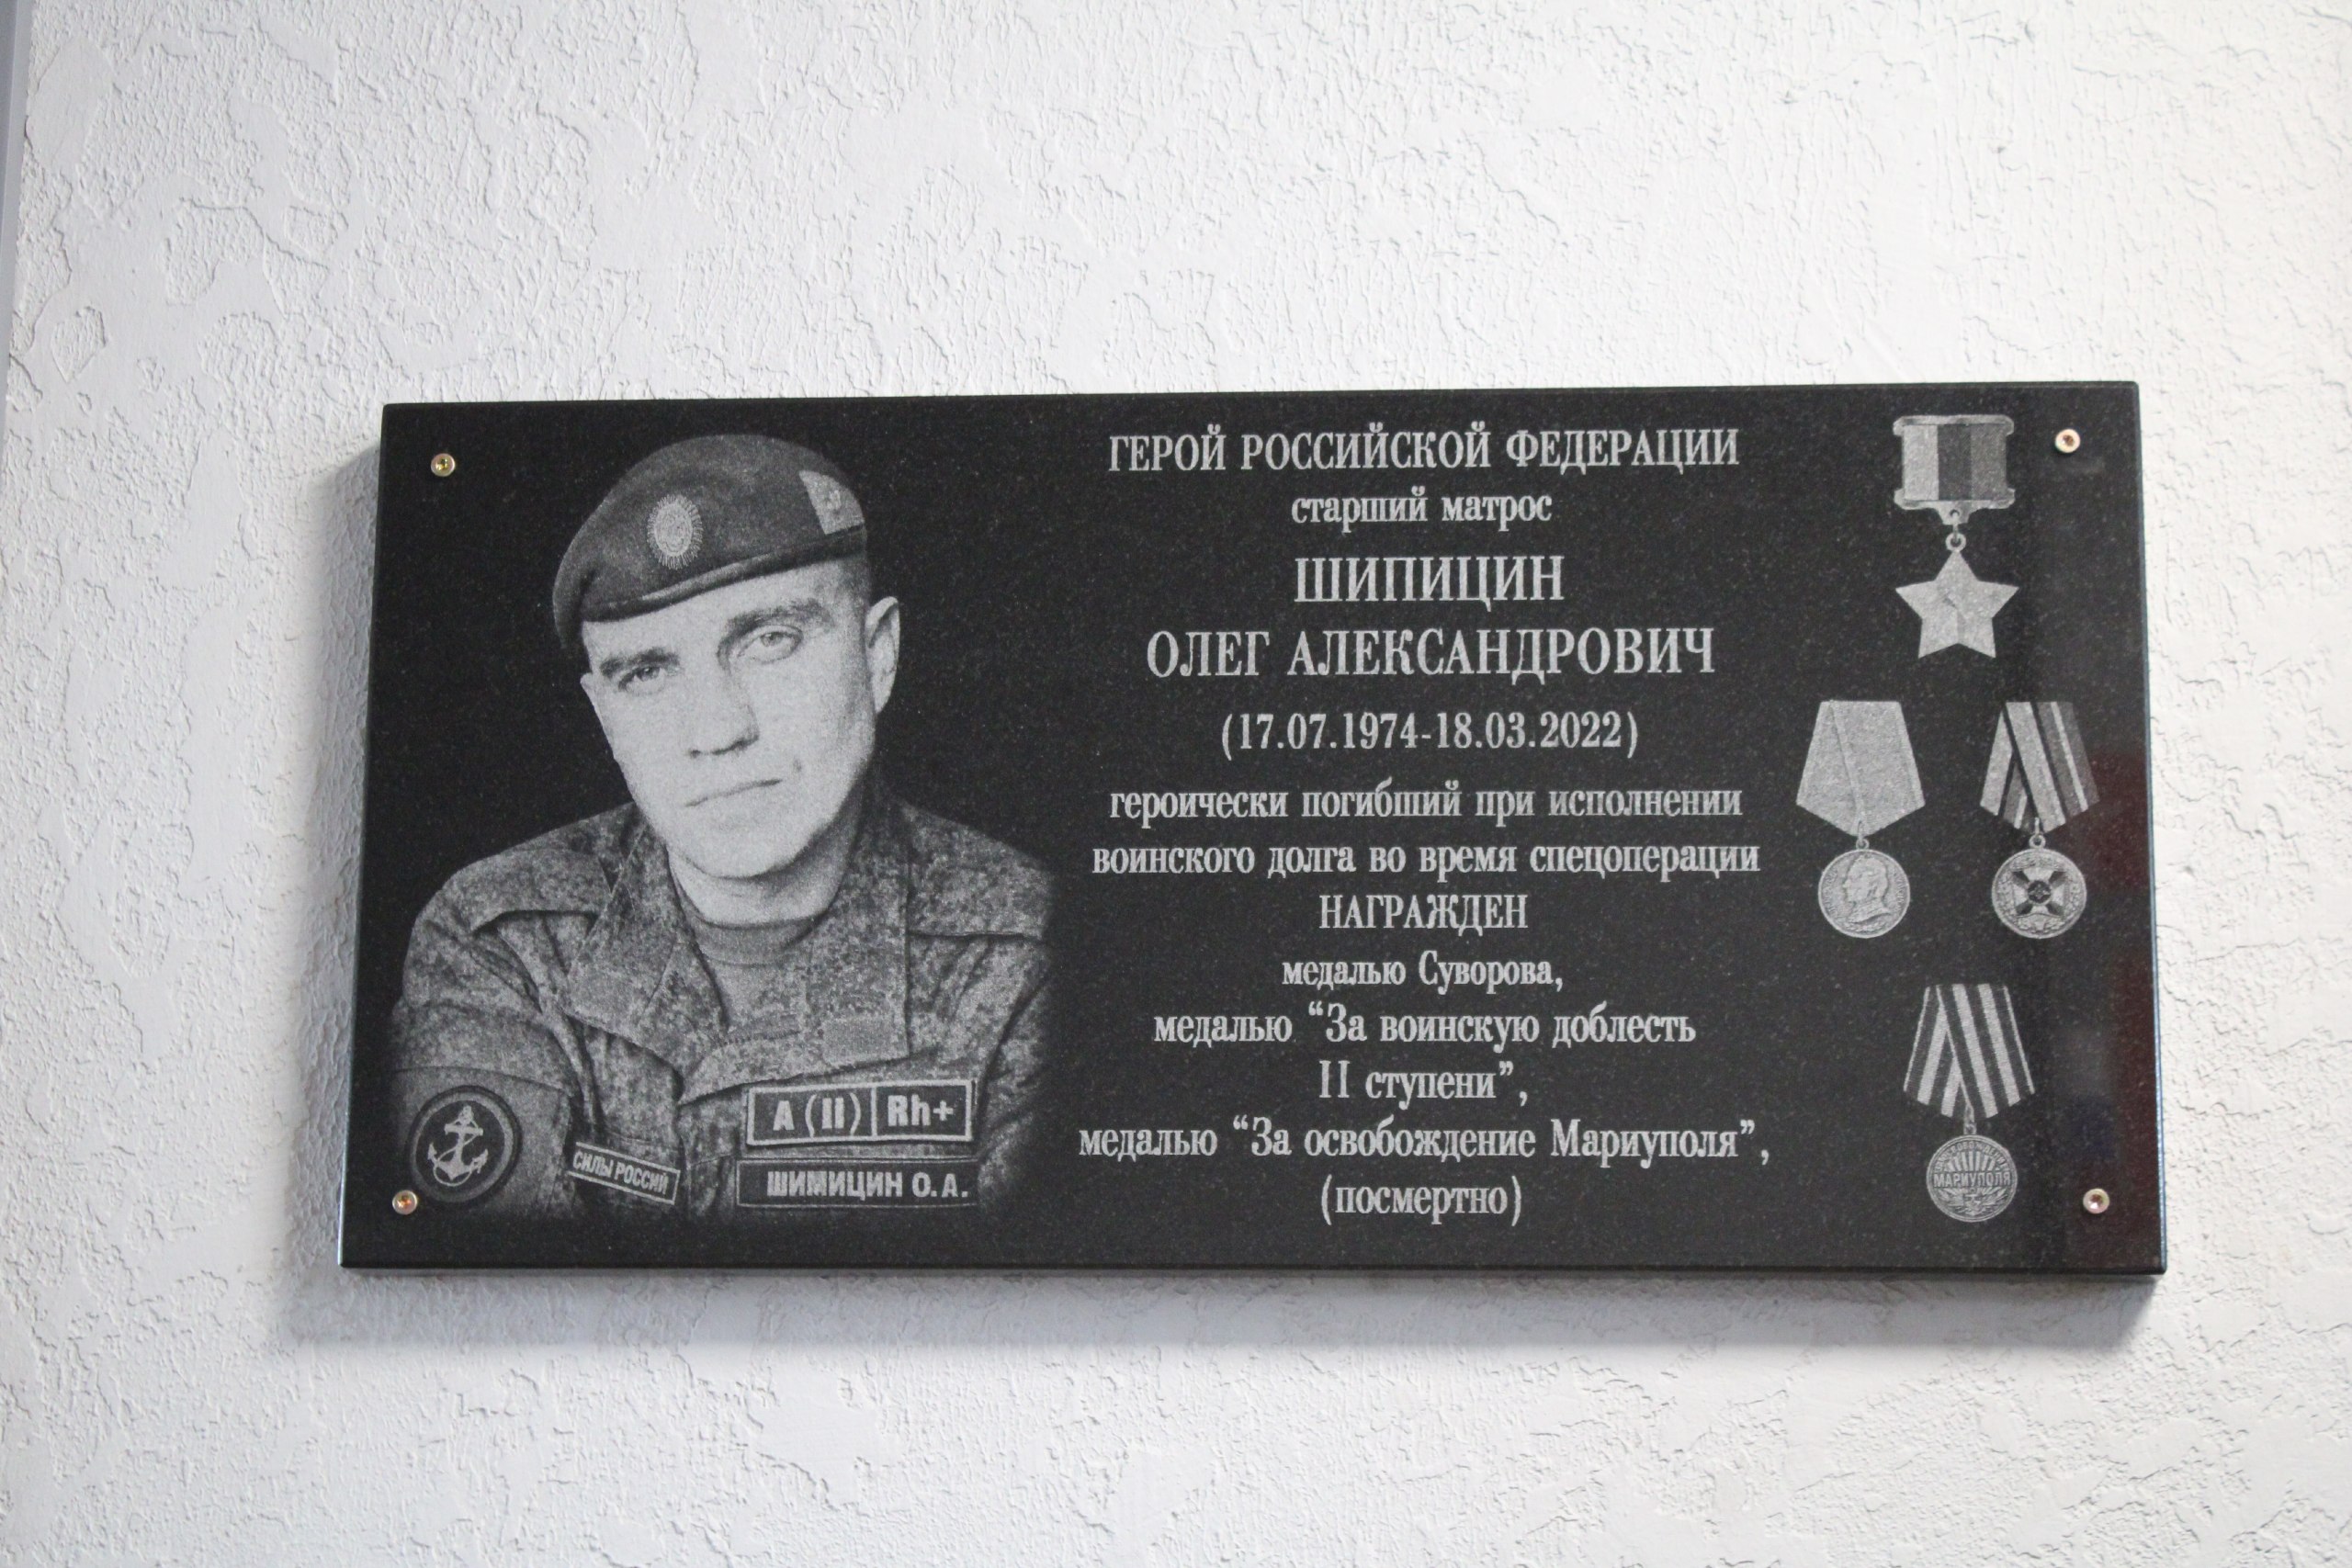 ГЕРОЙ РОССИЙСКОЙ ФЕДЕРАЦИИ
старший матрос
ШИПИЦИН
ОЛЕГ АЛЕКСАНДРОВИЧ
(17.07.1974-18.03.2022)
героически погибший при исполнении
воинского долга во время спецоперации
НАГРАЖДЕН
медалью Суворова,
медалью “За воинскую доблесть
II ступени”,
медалью “За освобождение Мариуполя”,
(посмертно)
A (II) Rh+
СИЛЫ РОССИЙ
ШИМИЦИН О.А.
МАРИУПОЛЯ